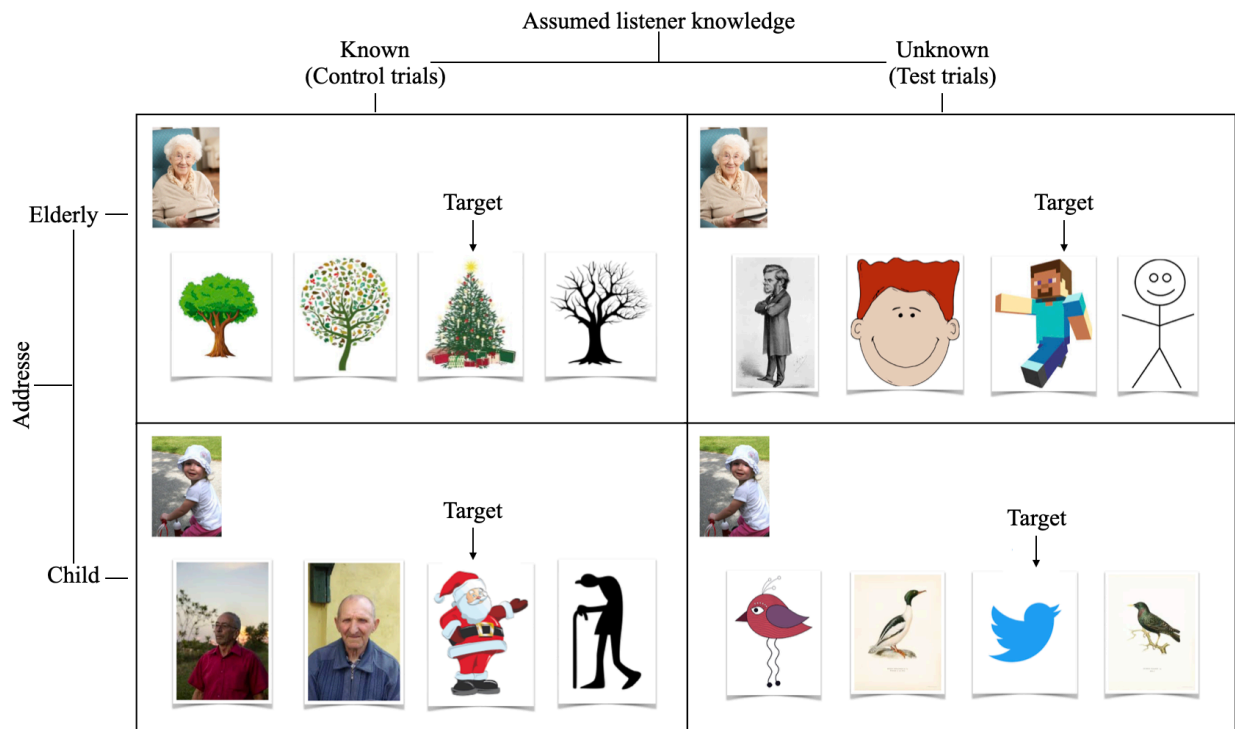 Assumed listener knowledge
Known
(Control trials)
Unknown
(Test trials)
Addresse
Elderly
Target
Target
Child
Target
Target